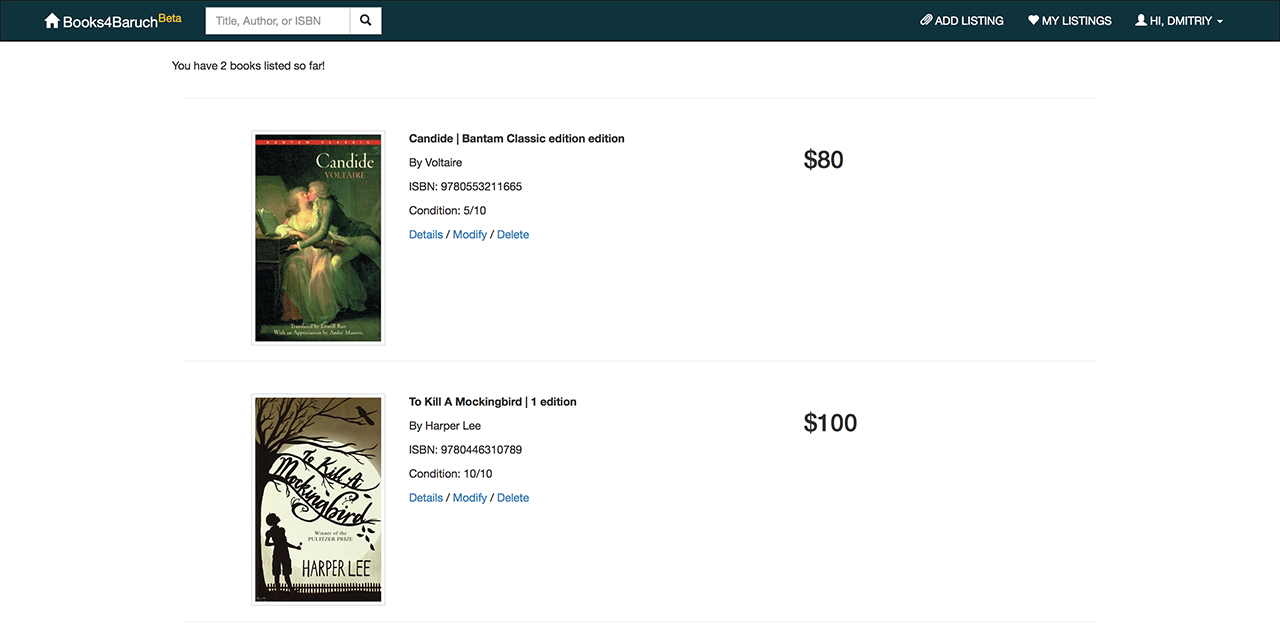 Books4Baruch Beta
Title, Author, or ISBN
ADD LISTING
MY LISTINGS
HI, DMITRIY
You have 2 books listed so far!
BANTAM CLASSIC
Candide
VOLTAIRE
Translated by Lowell Bair
With an Appreciation by André Maurois
Candide | Bantam Classic edition edition
By Voltaire
ISBN: 9780553211665
Condition: 5/10
Details / Modify / Delete
$80
To Kill A
Mockingbird
Winner of the
PULITZER PRIZE
HARPER LEE
To Kill A Mockingbird | 1 edition
By Harper Lee
ISBN: 9780446310789
Condition: 10/10
Details / Modify / Delete
$100